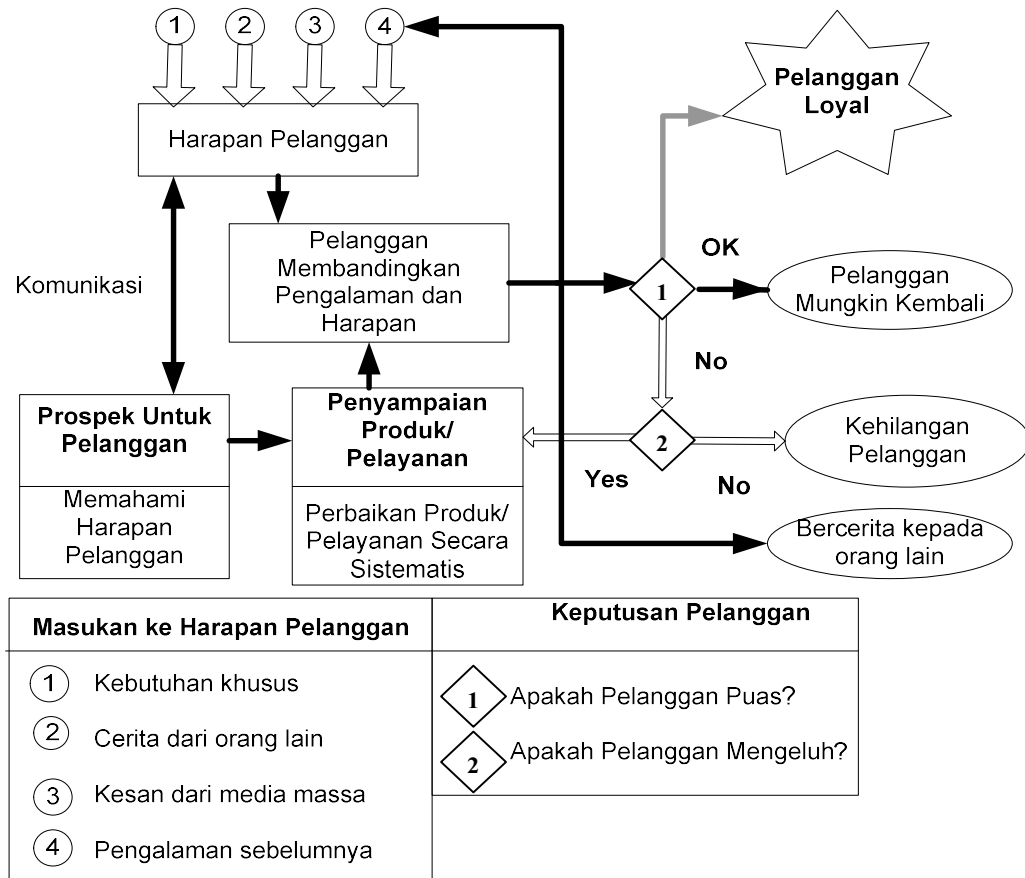 1 2 3 4
Pelanggan
Loyal
Harapan Pelanggan
Pelanggan
Membandingkan
Pengalaman dan
Harapan
Komunikasi
1
OK
Pelanggan
Mungkin Kembali
No
Prospek Untuk
Pelanggan
Memahami
Harapan
Pelanggan
Penyampaian
Produk/
Pelayanan
Perbaikan Produk/
Pelayanan Secara
Sistematis
2
Yes
No
Kehilangan
Pelanggan
Bercerita kepada
orang lain
Masukan ke Harapan Pelanggan
1 Kebutuhan khusus
2 Cerita dari orang lain
3 Kesan dari media massa
4 Pengalaman sebelumnya
Keputusan Pelanggan
1 Apakah Pelanggan Puas?
2 Apakah Pelanggan Mengeluh?